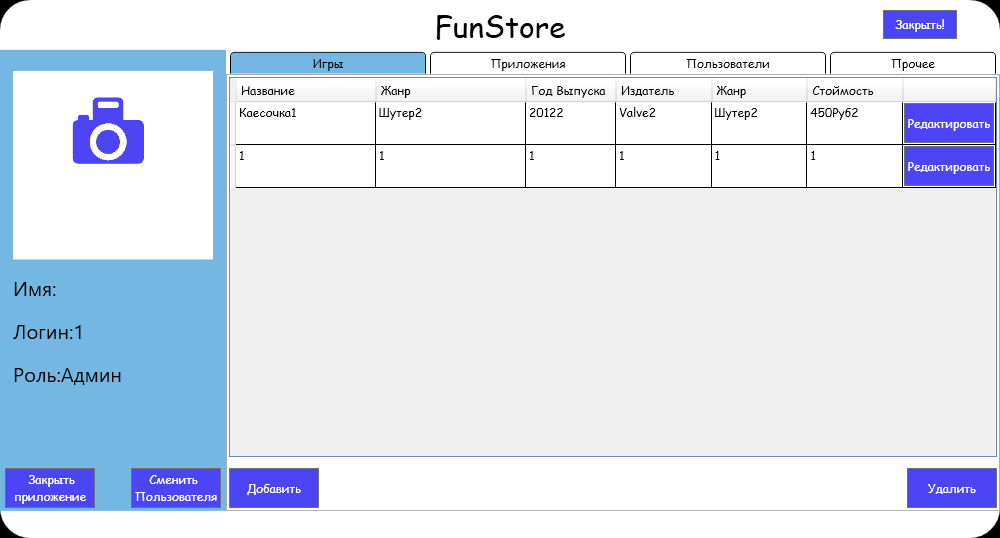 FunStore
Закрыть!
Игры
Приложения
Пользователи
Прочее
Название Жанр Год Выпуска Издатель Жанр Стоймость
Каесочка1 Шутер2 20122 Valve2 Шутер2 450Руб2 Редактировать
1 1 1 1 1 1 Редактировать
Имя:
Логин:1
Роль:Админ
Закрыть
приложение
Сменить
Пользователя
Добавить
Удалить